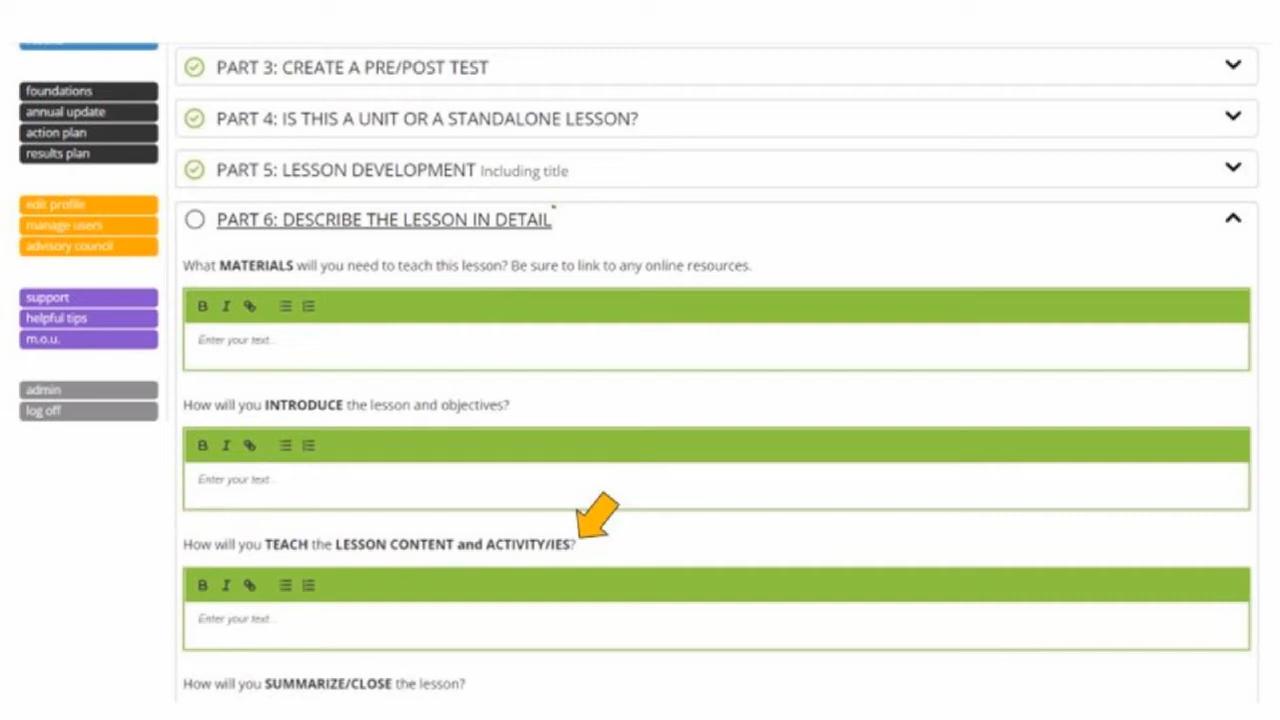 foundations
annual update
action plan
results plan
edit profile
manage users
advisory council
support
helpful tips
m.o.u.
admin
log off
PART 3: CREATE A PRE/POST TEST
PART 4: IS THIS A UNIT OR A STANDALONE LESSON?
PART 5: LESSON DEVELOPMENT Including title
PART 6: DESCRIBE THE LESSON IN DETAIL
What MATERIALS will you need to teach this lesson? Be sure to link to any online resources.
B I
Enter your text...
How will you INTRODUCE the lesson and objectives?
B I
Enter your text...
How will you TEACH the LESSON CONTENT and ACTIVITY/IES?
B I
Enter your text...
How will you SUMMARIZE/CLOSE the lesson?